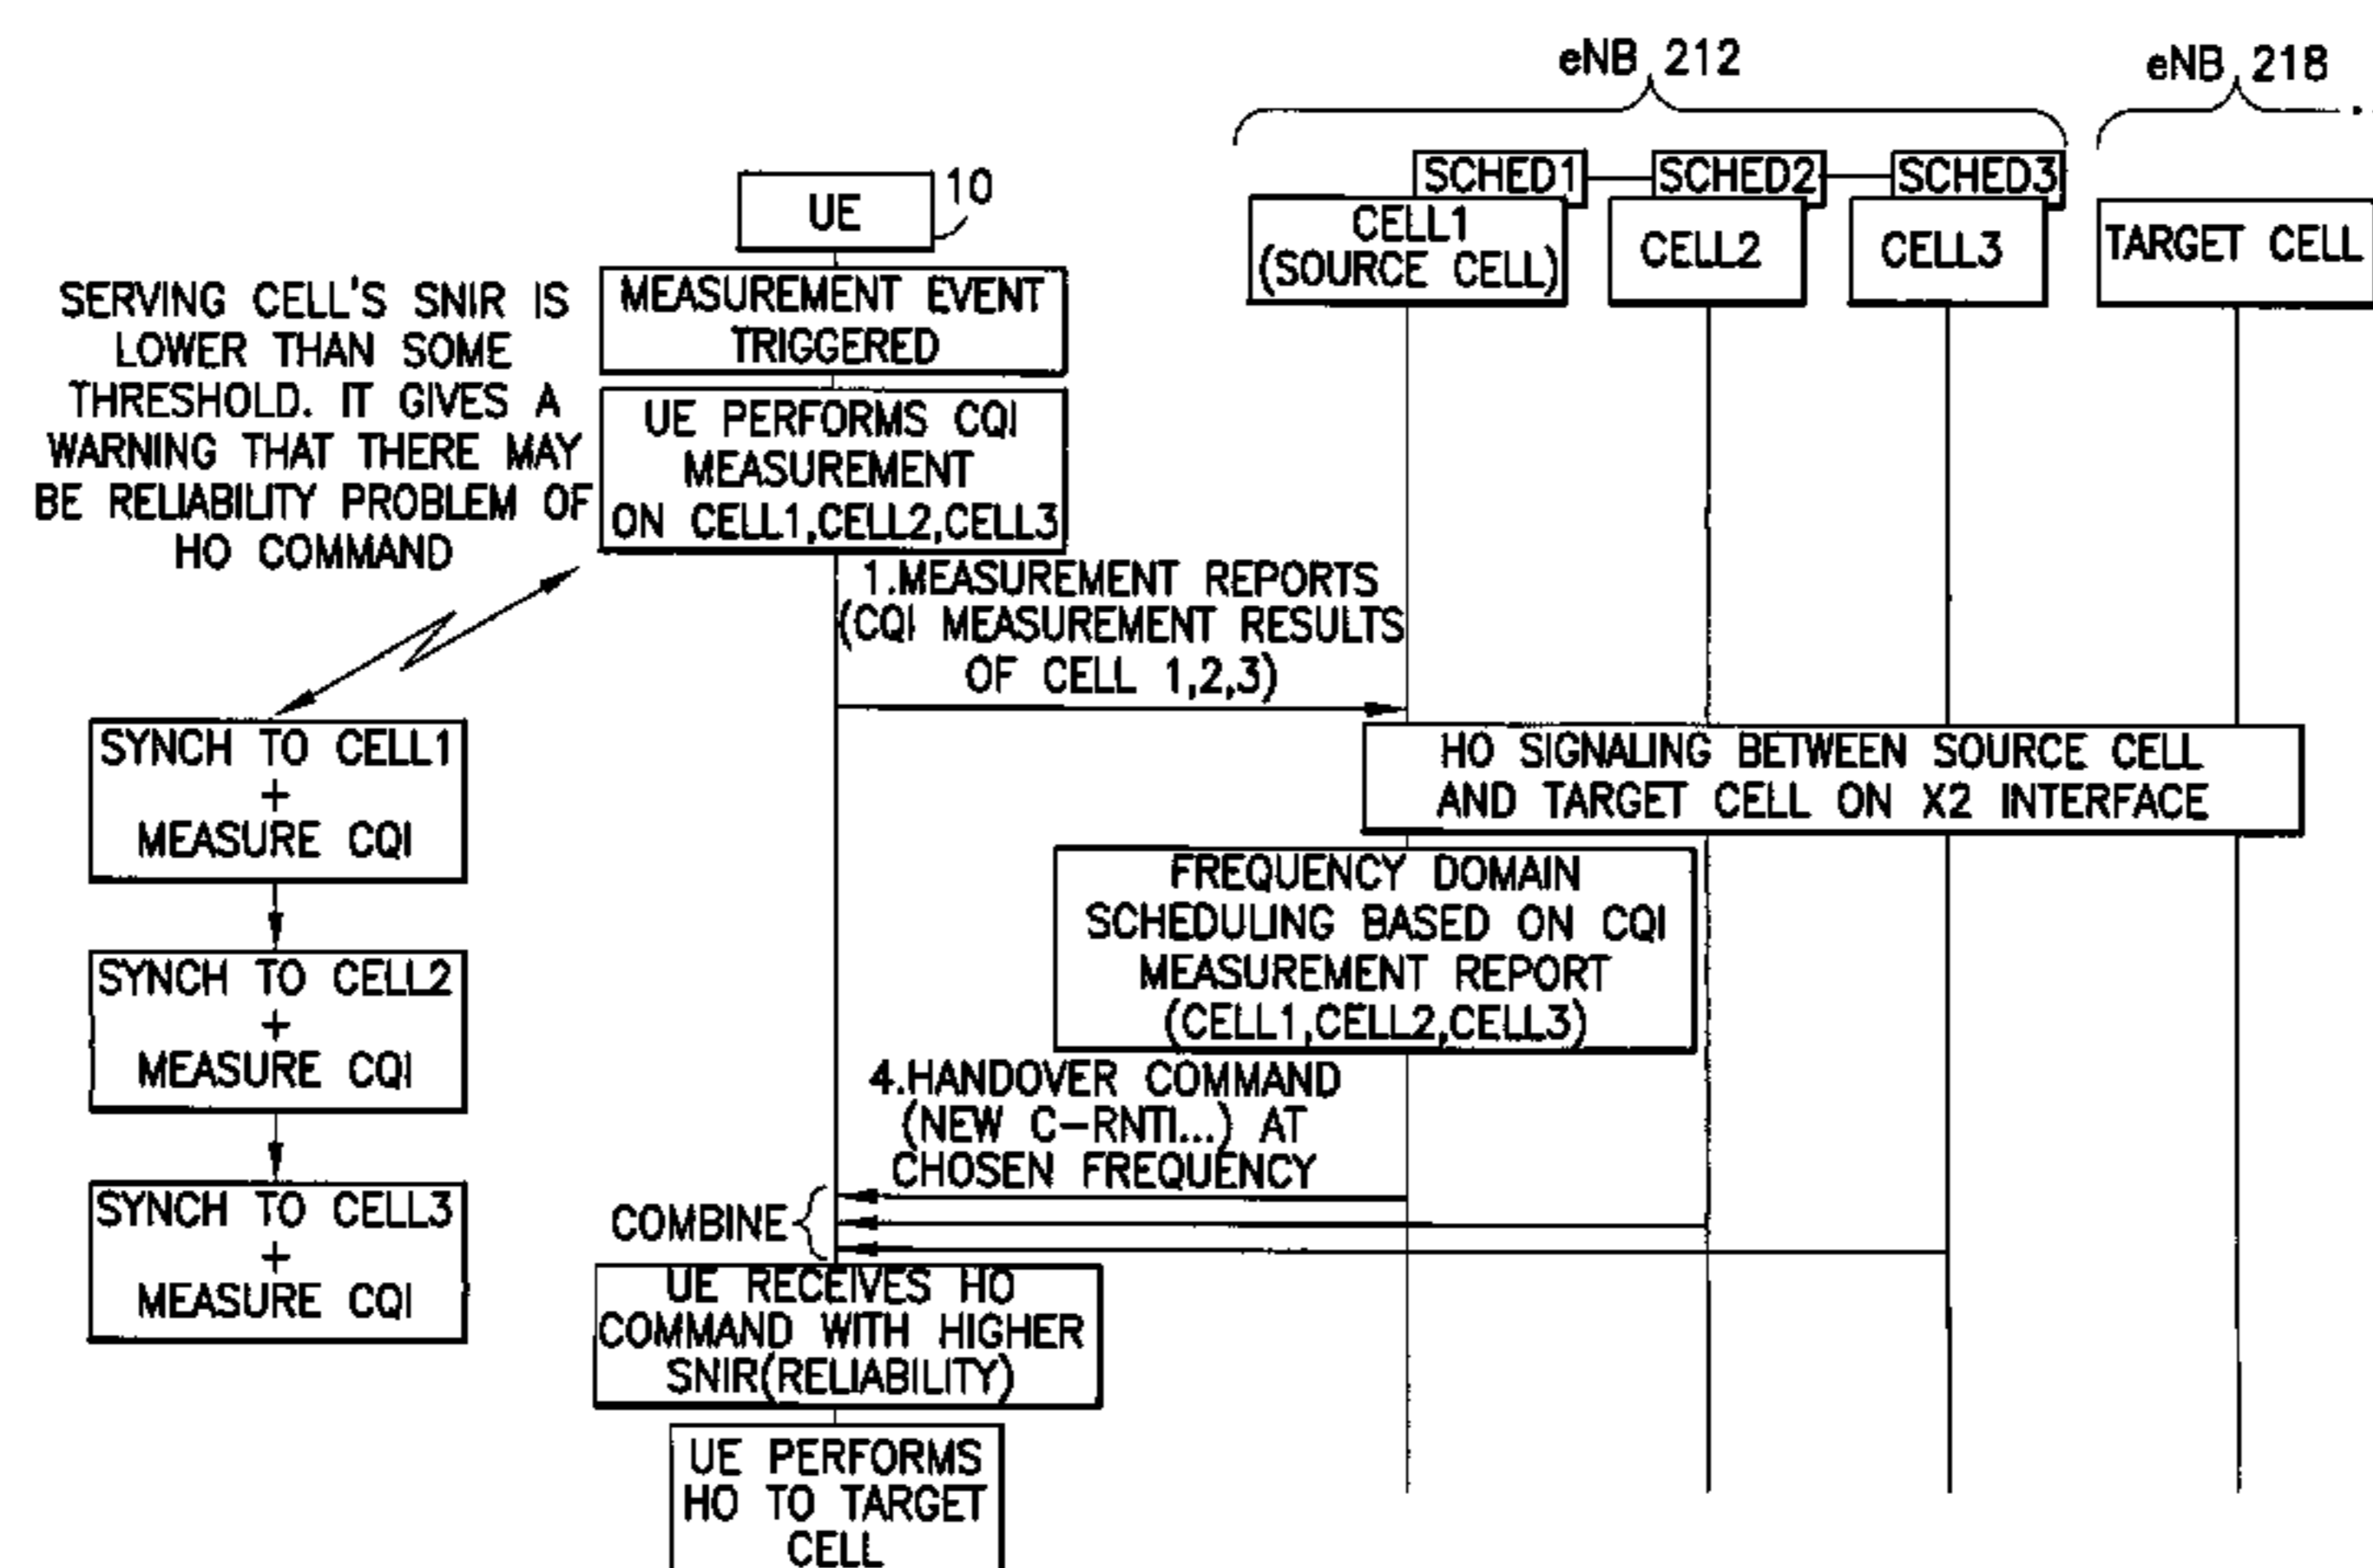 eNB 212
eNB 218
SCHED1
SCHED2
SCHED3
UE
10
CELL1
(SOURCE CELL)
CELL2
CELL3
TARGET CELL
SERVING CELL'S SNIR IS
LOWER THAN SOME
THRESHOLD. IT GIVES A
WARNING THAT THERE MAY
BE RELIABILITY PROBLEM OF
HO COMMAND
MEASUREMENT EVENT
TRIGGERED
UE PERFORMS CQI
MEASUREMENT
ON CELL1,CELL2,CELL3
1.MEASUREMENT REPORTS
(CQI MEASUREMENT RESULTS
OF CELL 1,2,3)
SYNCH TO CELL1
+
MEASURE CQI
SYNCH TO CELL2
+
MEASURE CQI
SYNCH TO CELL3
+
MEASURE CQI
HO SIGNALING BETWEEN SOURCE CELL
AND TARGET CELL ON X2 INTERFACE
FREQUENCY DOMAIN
SCHEDULING BASED ON CQI
MEASUREMENT REPORT
(CELL1,CELL2,CELL3)
4.HANDOVER COMMAND
(NEW C-RNTI...) AT
CHOSEN FREQUENCY
COMBINE
UE RECEIVES HO
COMMAND WITH HIGHER
SNIR(RELIABILITY)
UE PERFORMS
HO TO TARGET
CELL